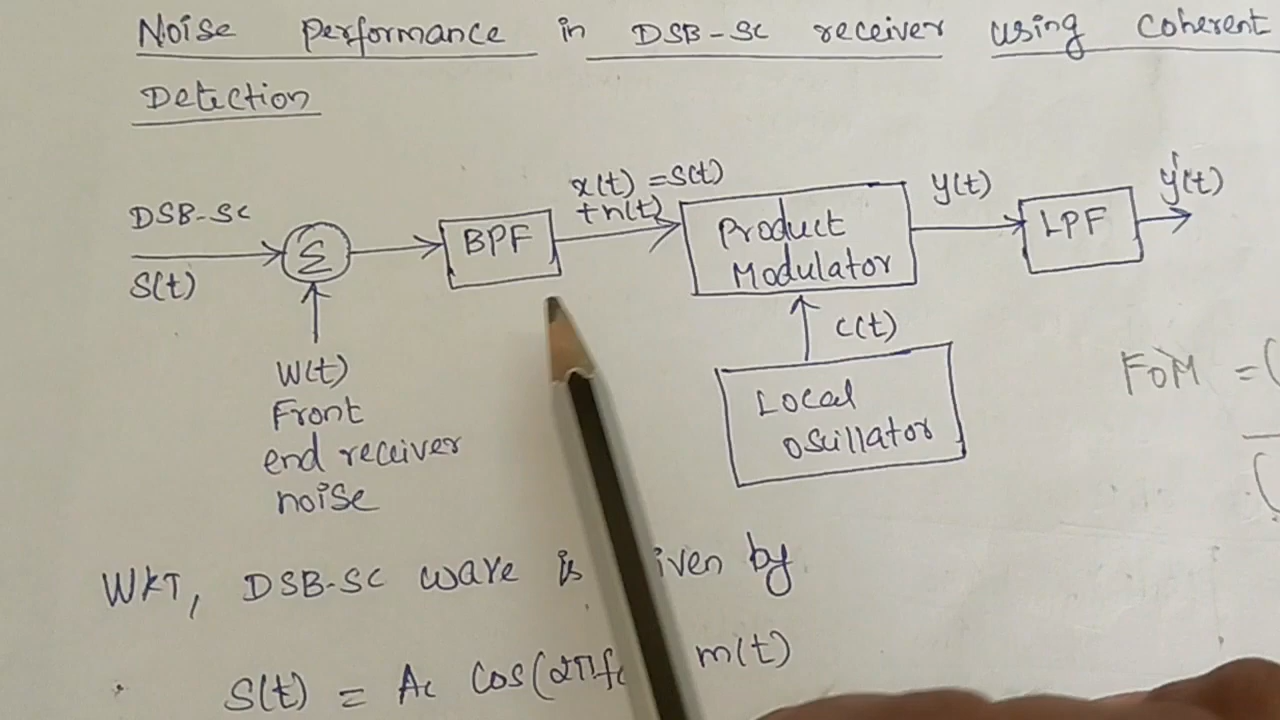 Noise Performance in DSB-SC receiver using Coherent
Detection
DSB-SC
S(t)
Σ
W(t)
Front
end receiver
noise
BPF
x(t) = S(t)
+n(t)
Product
Modulator
C(t)
Local
Oscillator
y(t)
LPF
y'(t)
FOM = (
(
WKT, DSB-SC wave is iven by
S(t) = Ac Cos(2πfc m(t)